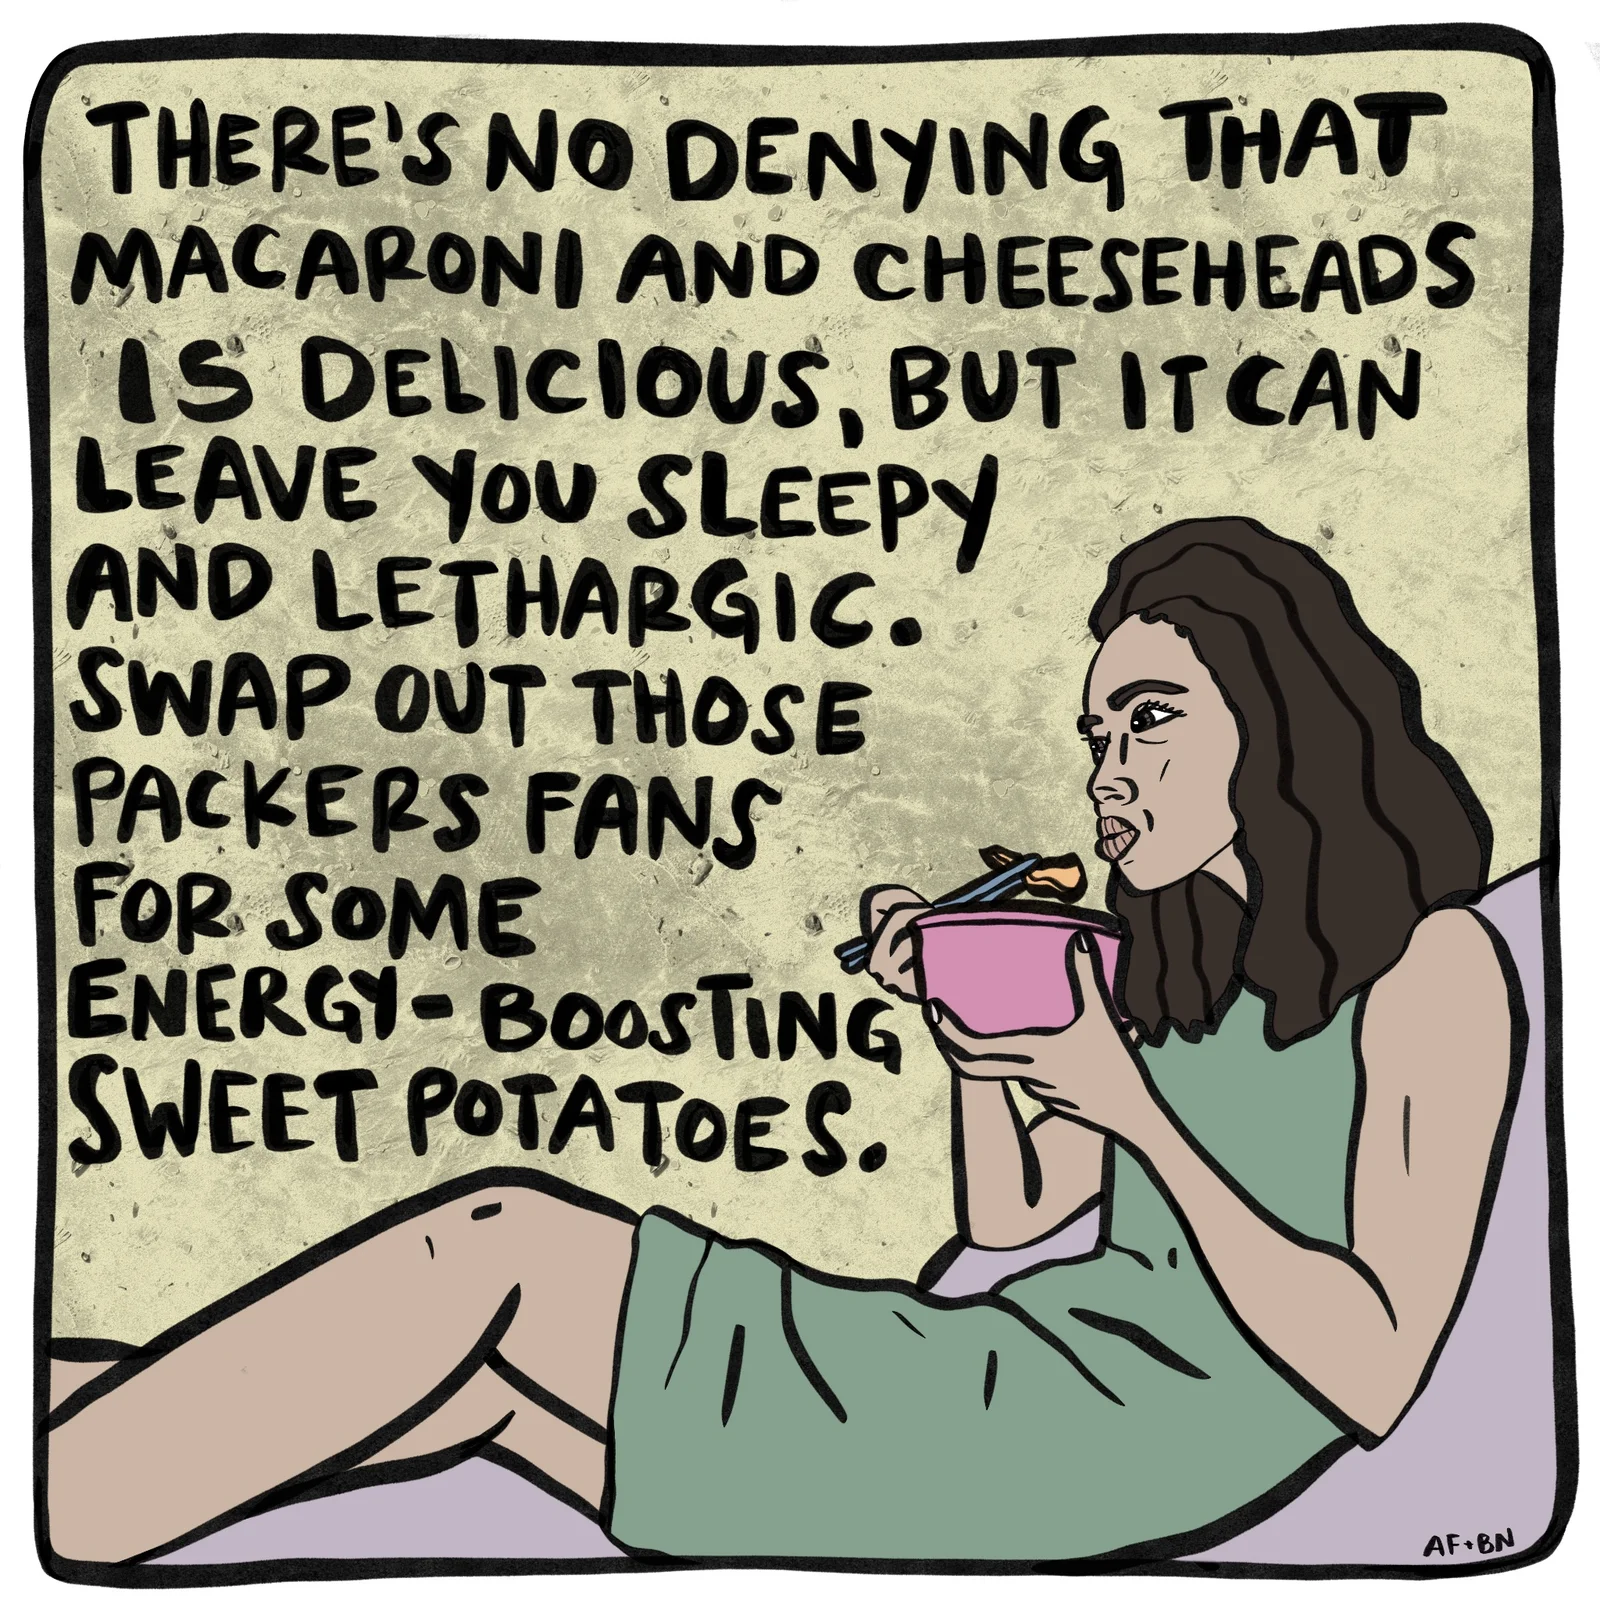 THERE'S NO DENYING THAT
MACARONI AND CHEESEHEADS
IS DELICIOUS, BUT IT CAN
LEAVE YOU SLEEPY
AND LETHARGIC.
SWAP OUT THOSE
PACKERS FANS
FOR SOME
ENERGY-BOOSTING
SWEET POTATOES.
AF+BN